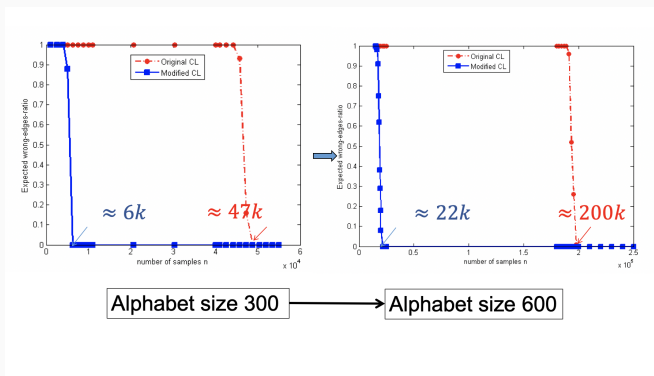 Expected wrong-edges-ratio
1
0.9
0.8
0.7
0.6
0.5
0.4
0.3
0.2
0.1
0
Original CL
Modified CL
≈ 6k
≈ 47k
0 1 2 3 4 5 6
number of samples n
x 10⁴
Expected wrong-edges-ratio
1
0.9
0.8
0.7
0.6
0.5
0.4
0.3
0.2
0.1
0
Original CL
Modified CL
≈ 22k
≈ 200k
0 0.5 1 1.5 2 2.5
number of samples n
Alphabet size 300
Alphabet size 600